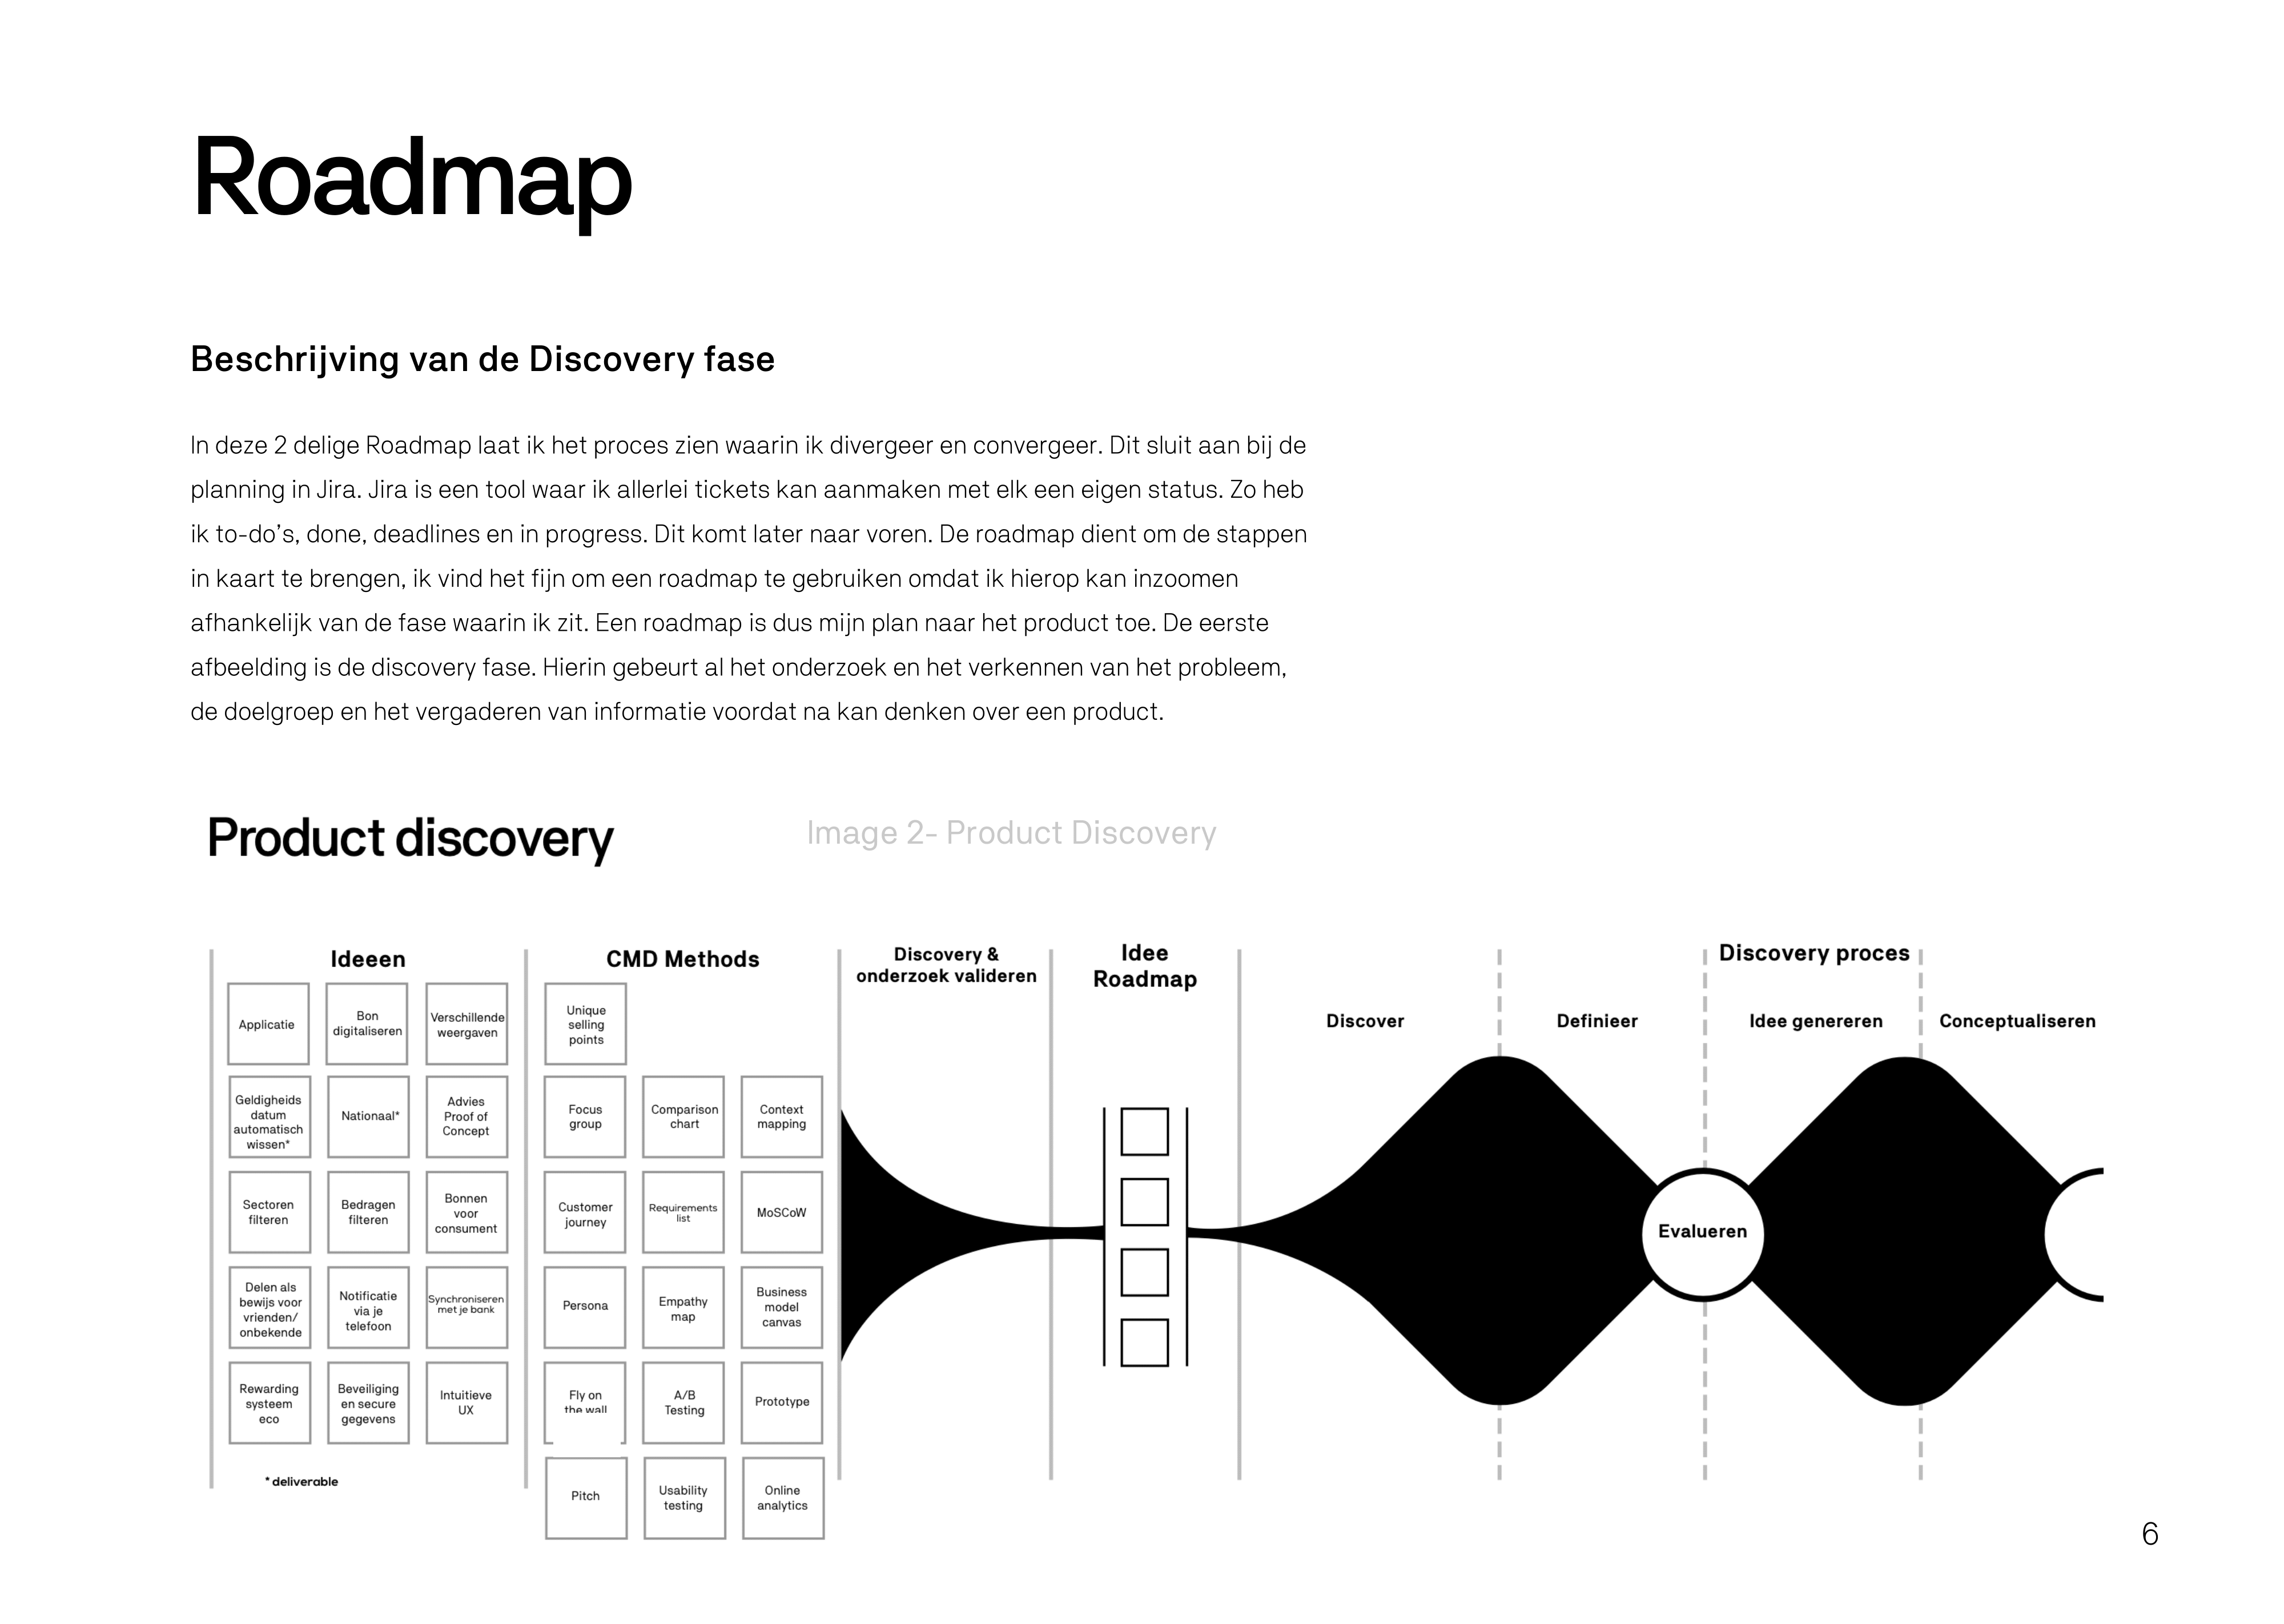 Roadmap
Beschrijving van de Discovery fase
In deze 2 delige Roadmap laat ik het proces zien waarin ik divergeer en convergeer. Dit sluit aan bij de
planning in Jira. Jira is een tool waar ik allerlei tickets kan aanmaken met elk een eigen status. Zo heb
ik to-do's, done, deadlines en in progress. Dit komt later naar voren. De roadmap dient om de stappen
in kaart te brengen, ik vind het fijn om een roadmap te gebruiken omdat ik hierop kan inzoomen
afhankelijk van de fase waarin ik zit. Een roadmap is dus mijn plan naar het product toe. De eerste
afbeelding is de discovery fase. Hierin gebeurt al het onderzoek en het verkennen van het probleem,
de doelgroep en het vergaderen van informatie voordat na kan denken over een product.
Product discovery
Image 2- Product Discovery
Ideeen
Applicatie
Bon
digitaliseren
Verschillende
weergaven
Geldigheids
datum
automatisch
wissen*
Nationaal*
Advies
Proof of
Concept
Sectoren
filteren
Bedragen
filteren
Bonnen
voor
consument
Delen als
bewijs voor
vrienden/
onbekende
Notificatie
via je
telefoon
Synchroniseren
met je bank
Rewarding
systeem
eco
Beveiliging
en secure
gegevens
Intuitieve
UX
* deliverable
CMD Methods
Unique
selling
points
Focus
group
Comparison
chart
Context
mapping
Customer
journey
Requirements
list
MoSCoW
Persona
Empathy
map
Business
model
canvas
Fly on
the wall
A/B
Testing
Prototype
Pitch
Usability
testing
Online
analytics
Discovery &
onderzoek valideren
Idee
Roadmap
Discovery proces
Discover
Definieer
Idee genereren
Conceptualiseren
Evalueren
6